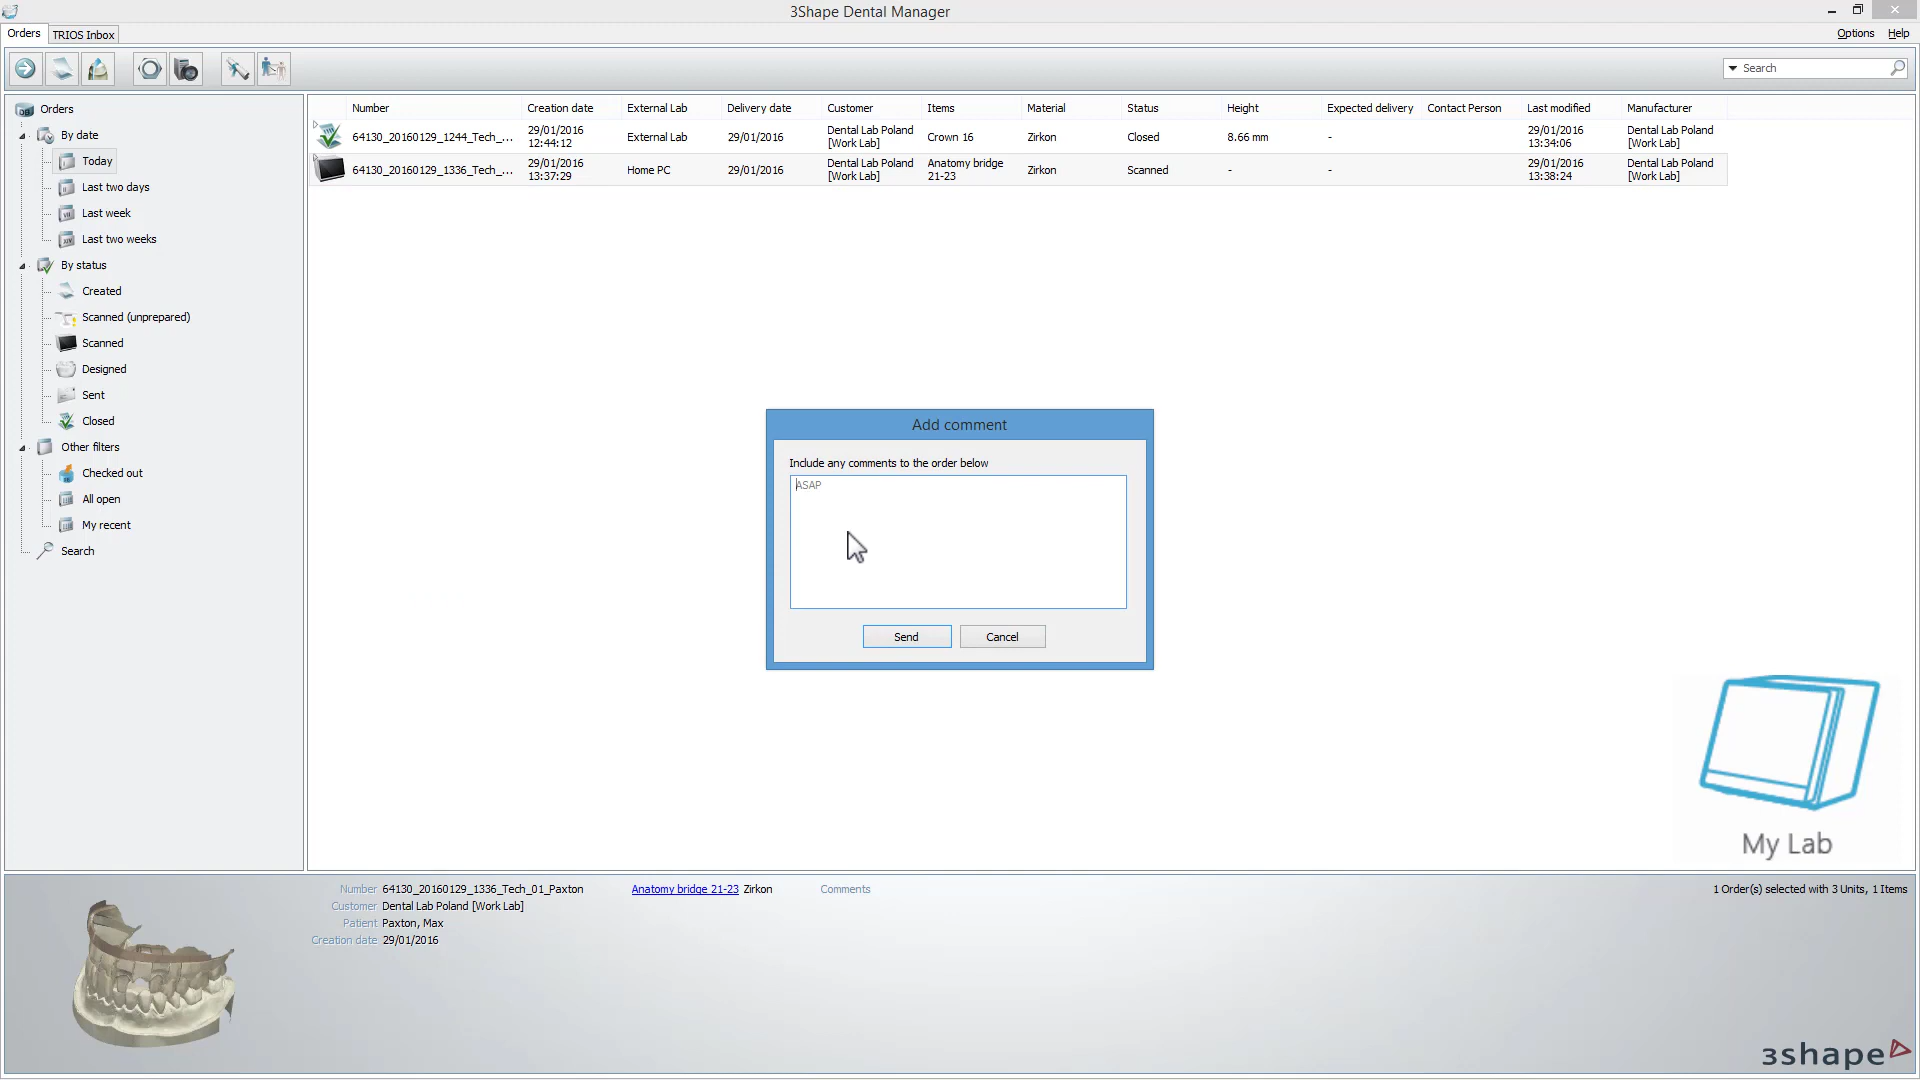 3Shape Dental Manager
Orders
TRIOS Inbox
Options
Help
Search
Orders
By date
Today
Last two days
Last week
Last two weeks
By status
Created
Scanned (unprepared)
Scanned
Designed
Sent
Closed
Other filters
Checked out
All open
My recent
Search
Number Creation date External Lab Delivery date Customer Items Material Status Height Expected delivery Contact Person Last modified Manufacturer
64130_20160129_1244_Tech_... 29/01/2016 12:44:12 External Lab 29/01/2016 Dental Lab Poland [Work Lab] Crown 16 Zirkon Closed 8.66 mm - 29/01/2016 13:34:06 Dental Lab Poland [Work Lab]
64130_20160129_1336_Tech_... 29/01/2016 13:37:29 Home PC 29/01/2016 Dental Lab Poland [Work Lab] Anatomy bridge 21-23 Zirkon Scanned - - 29/01/2016 13:38:24 Dental Lab Poland [Work Lab]
Add comment
Include any comments to the order below
ASAP
Send
Cancel
My Lab
Number 64130_20160129_1336_Tech_01_Paxton
Customer Dental Lab Poland [Work Lab]
Patient Paxton, Max
Creation date 29/01/2016
Anatomy bridge 21-23 Zirkon
Comments
1 Order(s) selected with 3 Units, 1 Items
3shape